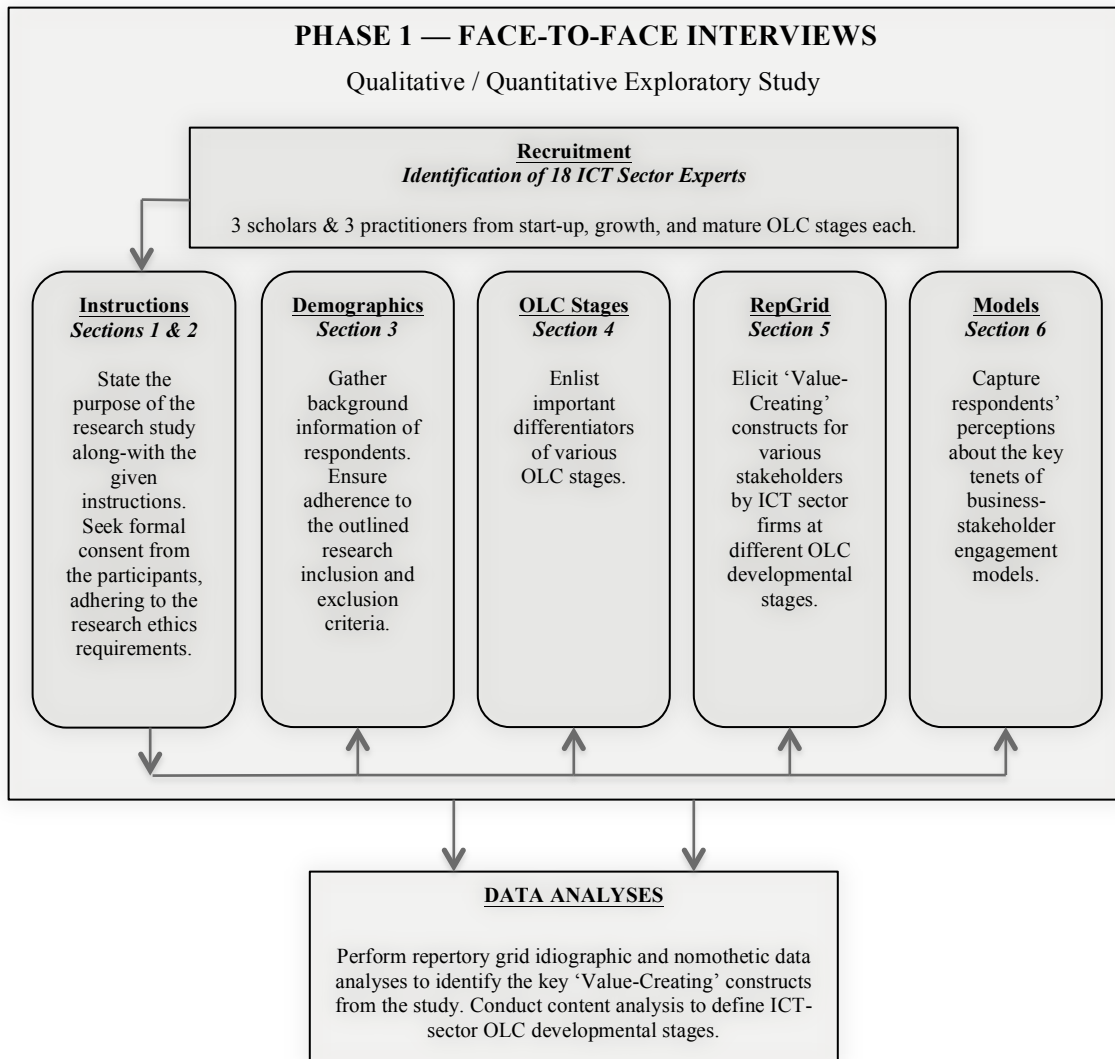 PHASE 1 — FACE-TO-FACE INTERVIEWS
Qualitative / Quantitative Exploratory Study
Recruitment
Identification of 18 ICT Sector Experts
3 scholars & 3 practitioners from start-up, growth, and mature OLC stages each.
Instructions
Sections 1 & 2
State the
purpose of the
research study
along-with the
given
instructions.
Seek formal
consent from
the participants,
adhering to the
research ethics
requirements.
Demographics
Section 3
Gather
background
information of
respondents.
Ensure
adherence to
the outlined
research
inclusion and
exclusion
criteria.
OLC Stages
Section 4
Enlist
important
differentiators
of various
OLC stages.
RepGrid
Section 5
Elicit ‘Value-
Creating’
constructs for
various
stakeholders
by ICT sector
firms at
different OLC
developmental
stages.
Models
Section 6
Capture
respondents’
perceptions
about the key
tenets of
business-
stakeholder
engagement
models.
DATA ANALYSES
Perform repertory grid idiographic and nomothetic data
analyses to identify the key ‘Value-Creating’ constructs
from the study. Conduct content analysis to define ICT-
sector OLC developmental stages.